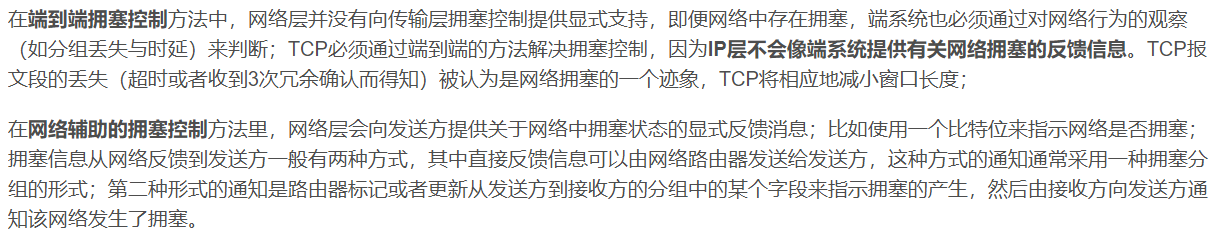 在端到端拥塞控制方法中，网络层并没有向传输层拥塞控制提供显式支持，即便网络中存在拥塞，端系统也必须通过对网络行为的观察
（如分组丢失与时延）来判断；TCP必须通过端到端的方法解决拥塞控制，因为IP层不会像端系统提供有关网络拥塞的反馈信息。TCP报
文段的丢失（超时或者收到3次冗余确认而得知）被认为是网络拥塞的一个迹象，TCP将相应地减小窗口长度；
在网络辅助的拥塞控制方法里，网络层会向发送方提供关于网络中拥塞状态的显式反馈消息；比如使用一个比特位来指示网络是否拥塞；
拥塞信息从网络反馈到发送方一般有两种方式，其中直接反馈信息可以由网络路由器发送给发送方，这种方式的通知通常采用一种拥塞分
组的形式；第二种形式的通知是路由器标记或者更新从发送方到接收方的分组中的某个字段来指示拥塞的产生，然后由接收方向发送方通
知该网络发生了拥塞。